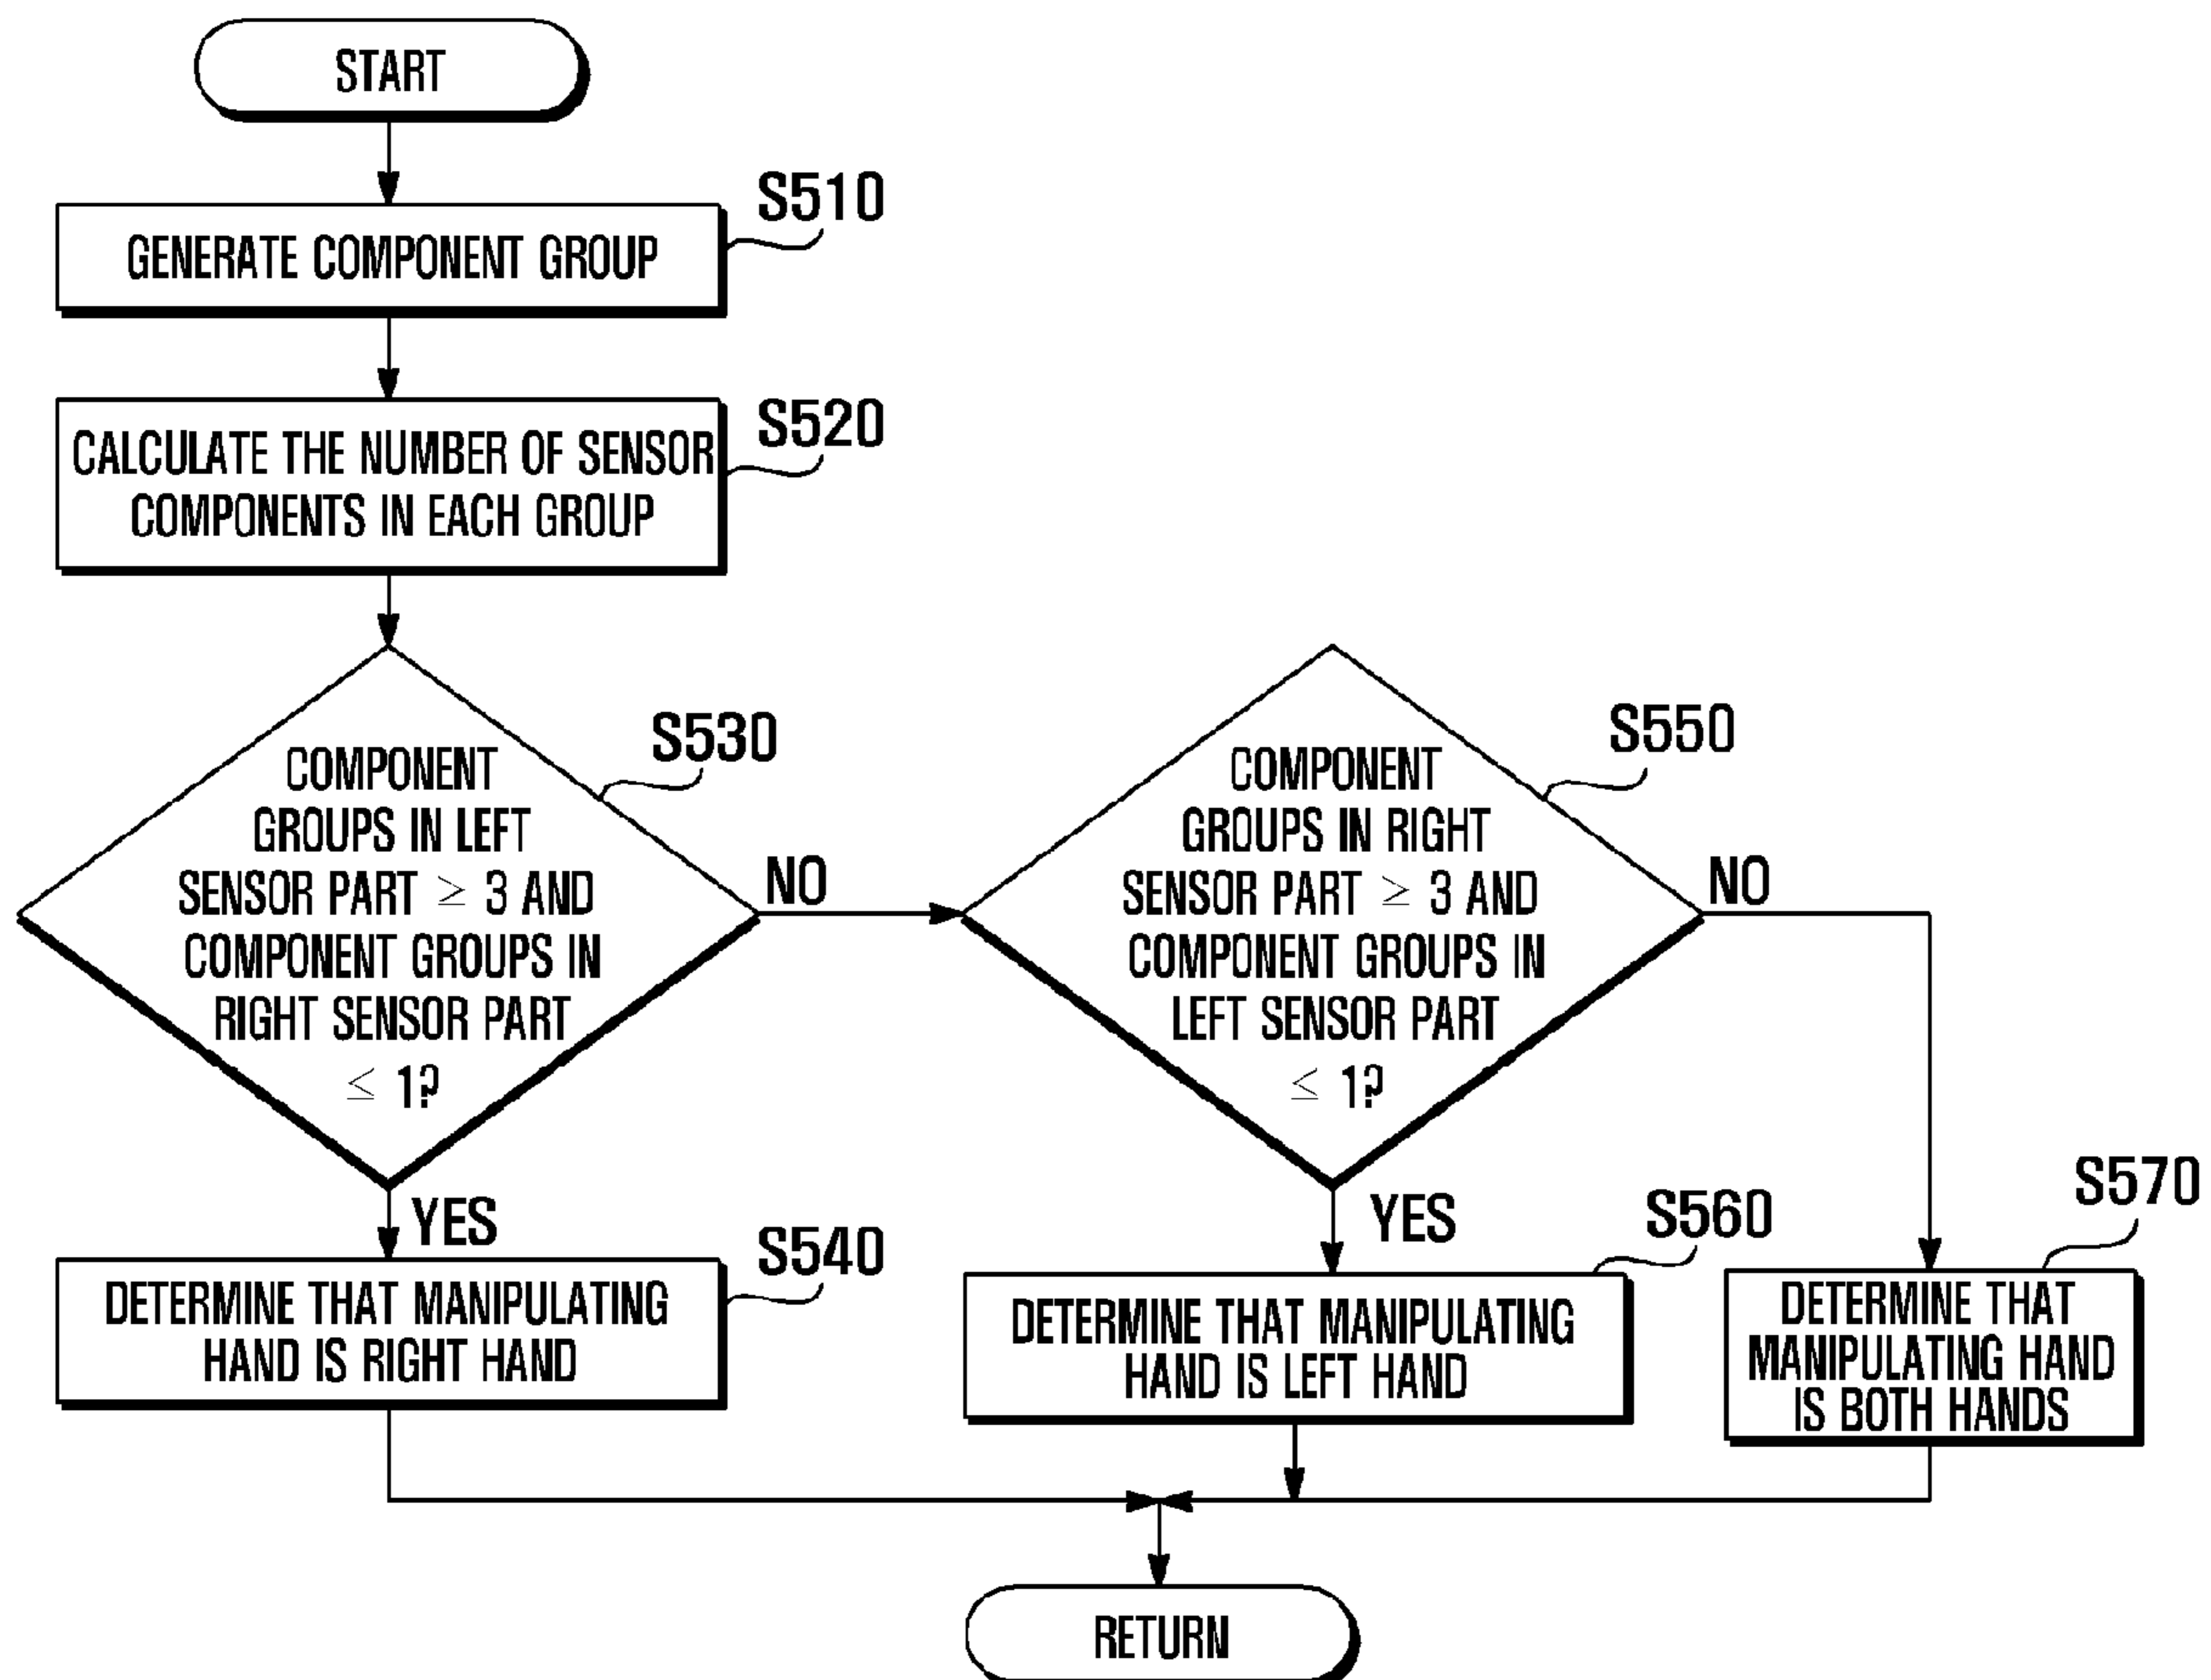 START
S510
GENERATE COMPONENT GROUP
S520
CALCULATE THE NUMBER OF SENSOR
COMPONENTS IN EACH GROUP
S530
COMPONENT
GROUPS IN LEFT
SENSOR PART ≥ 3 AND
COMPONENT GROUPS IN
RIGHT SENSOR PART
≤ 1?
NO
YES
S550
COMPONENT
GROUPS IN RIGHT
SENSOR PART ≥ 3 AND
COMPONENT GROUPS IN
LEFT SENSOR PART
≤ 1?
NO
YES
S540
DETERMINE THAT MANIPULATING
HAND IS RIGHT HAND
S560
DETERMINE THAT MANIPULATING
HAND IS LEFT HAND
S570
DETERMINE THAT
MANIPULATING HAND
IS BOTH HANDS
RETURN